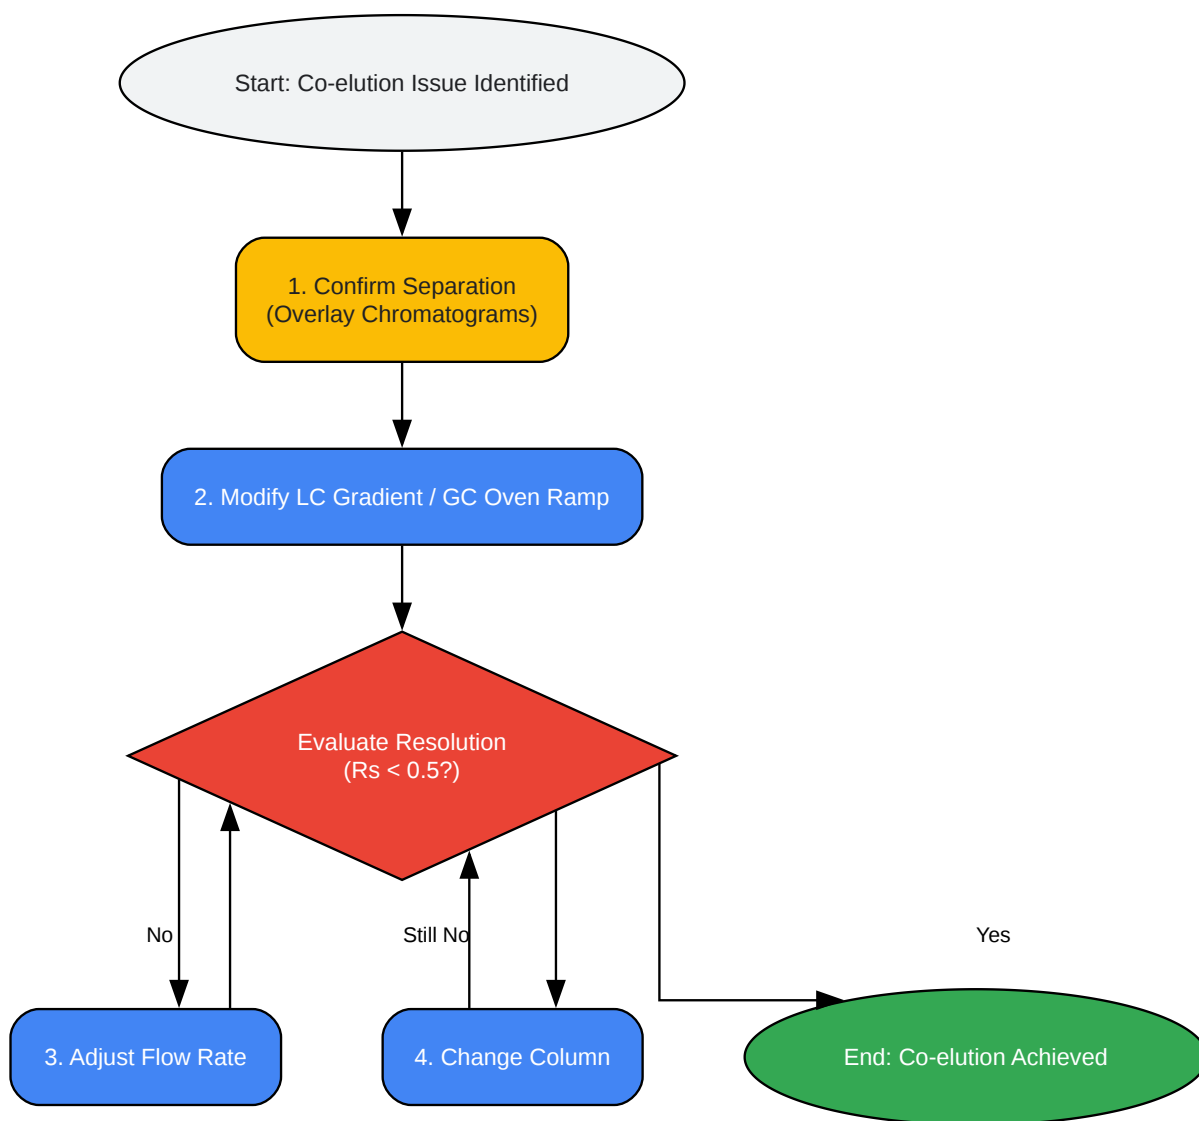 Start: Co-elution Issue Identified
1. Confirm Separation
(Overlay Chromatograms)
2. Modify LC Gradient / GC Oven Ramp
Evaluate Resolution
(Rs < 0.5?)
No
Still No
Yes
3. Adjust Flow Rate
4. Change Column
End: Co-elution Achieved